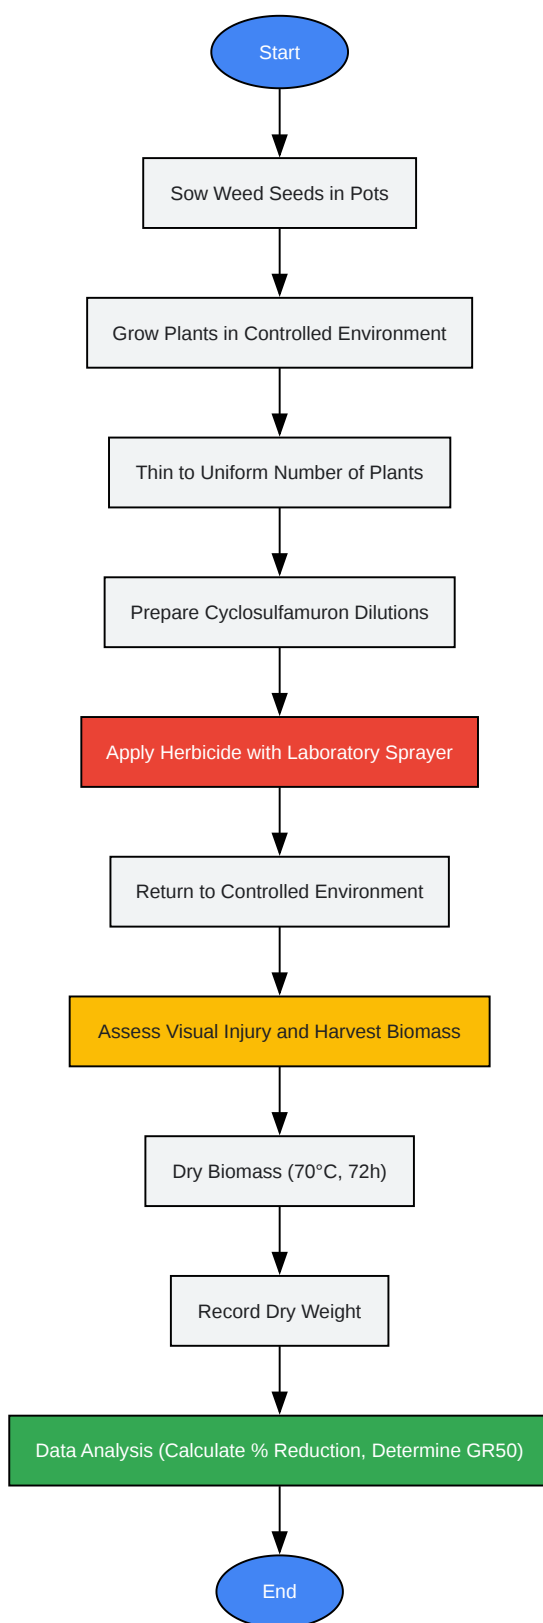 Start
Sow Weed Seeds in Pots
Grow Plants in Controlled Environment
Thin to Uniform Number of Plants
Prepare Cyclosulfamuron Dilutions
Apply Herbicide with Laboratory Sprayer
Return to Controlled Environment
Assess Visual Injury and Harvest Biomass
Dry Biomass (70°C, 72h)
Record Dry Weight
Data Analysis (Calculate % Reduction, Determine GR50)
End